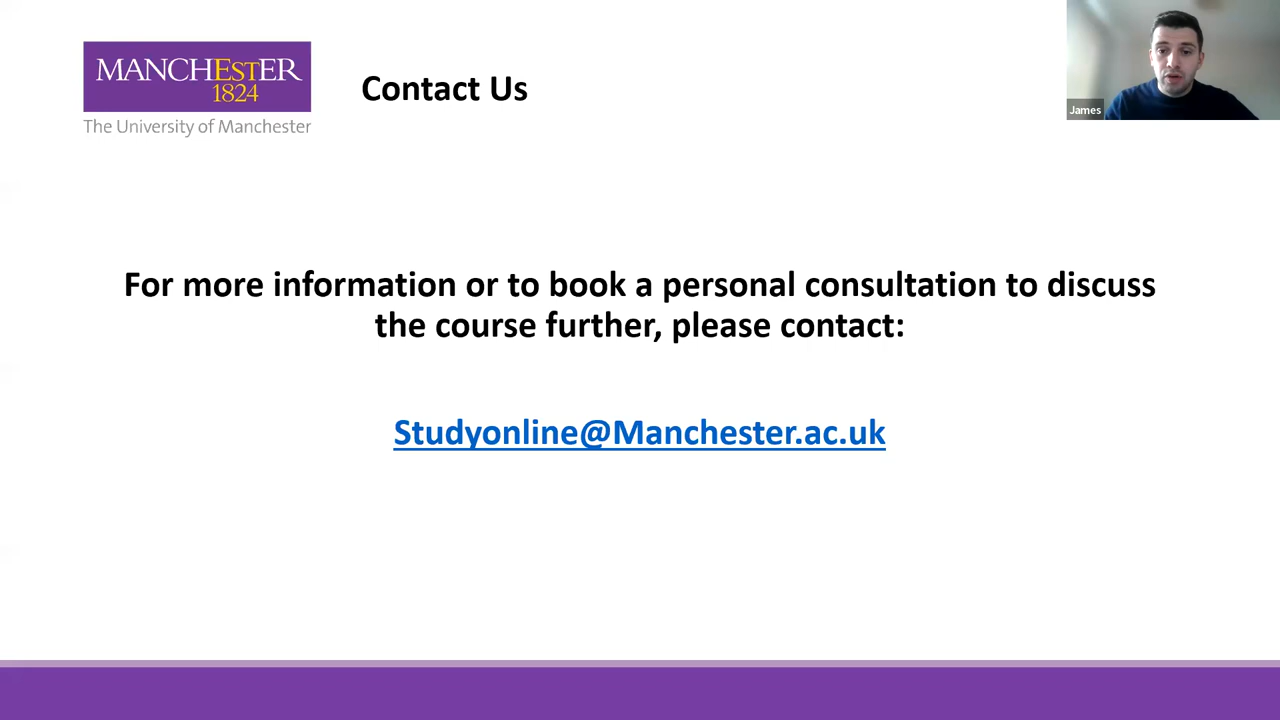 MANCHESTER
1824
The University of Manchester
Contact Us
James
For more information or to book a personal consultation to discuss
the course further, please contact:
Studyonline@Manchester.ac.uk